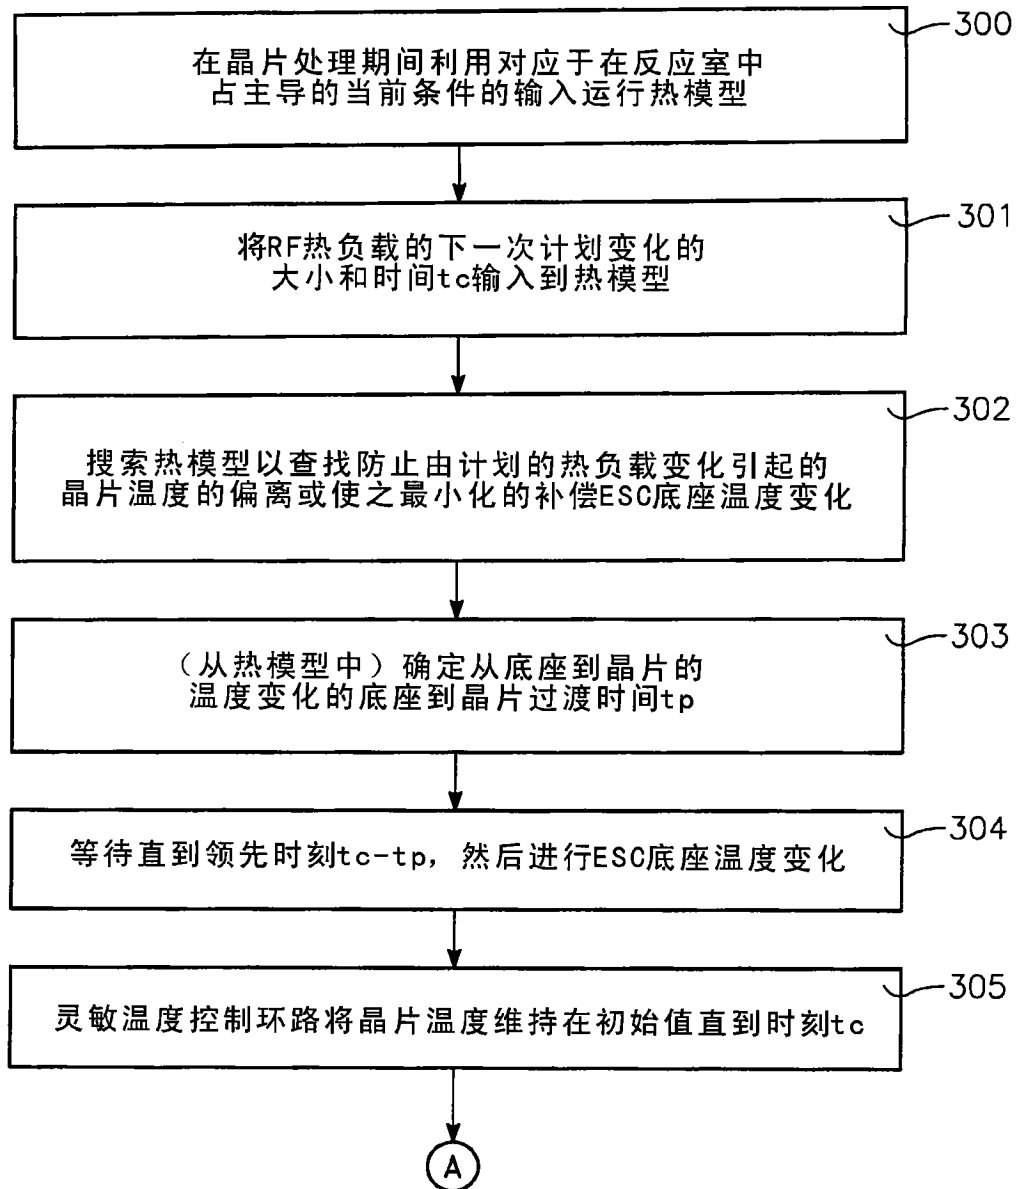 300
在晶片处理期间利用对应于在反应室中
占主导的当前条件的输入运行热模型
301
将RF热负载的下一次计划变化的
大小和时间tc输入到热模型
302
搜索热模型以查找防止由计划的热负载变化引起的
晶片温度的偏离或使之最小化的补偿ESC底座温度变化
303
（从热模型中）确定从底座到晶片的
温度变化的底座到晶片过渡时间tp
304
等待直到领先时刻tc-tp，然后进行ESC底座温度变化
305
灵敏温度控制环路将晶片温度维持在初始值直到时刻tc
A